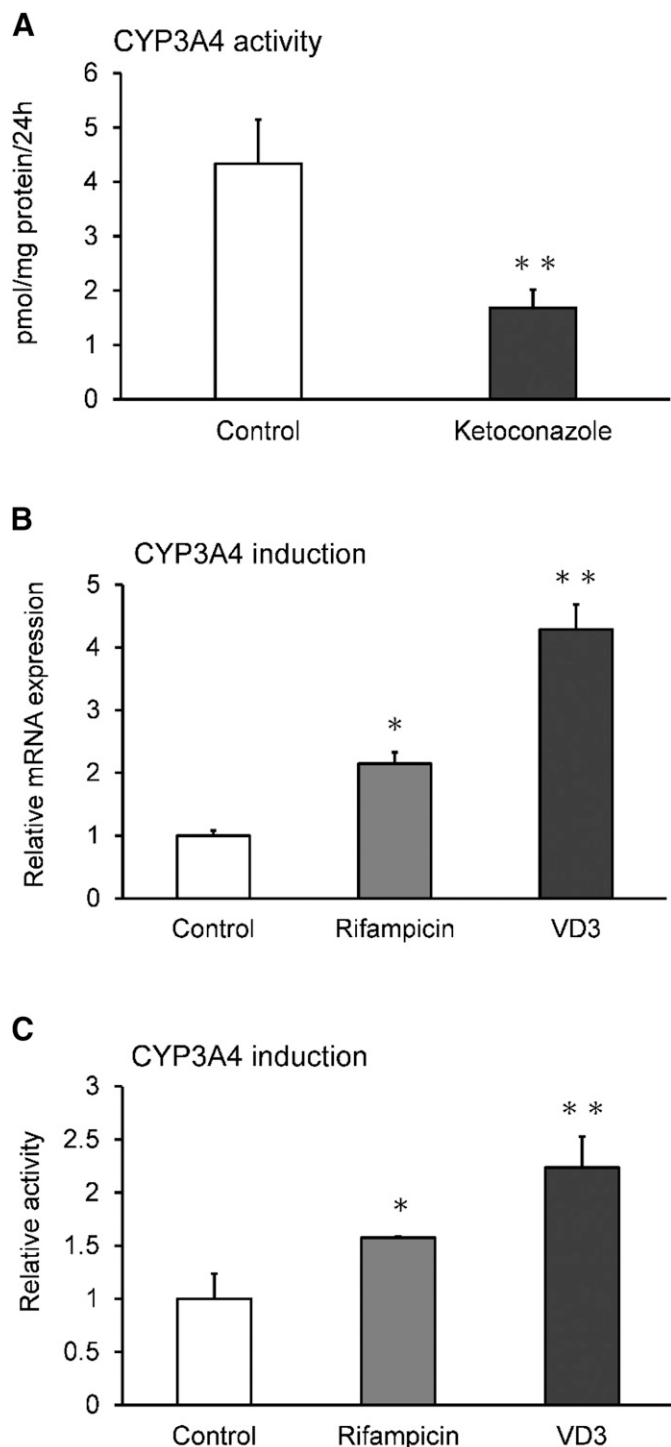 A
CYP3A4 activity
pmol/mg protein/24h
6
5
4
3
2
1
0
**
Control
Ketoconazole
B
CYP3A4 induction
Relative mRNA expression
5
4
3
2
1
0
*
**
Control
Rifampicin
VD3
C
CYP3A4 induction
Relative activity
3
2.5
2
1.5
1
0.5
0
*
**
Control
Rifampicin
VD3